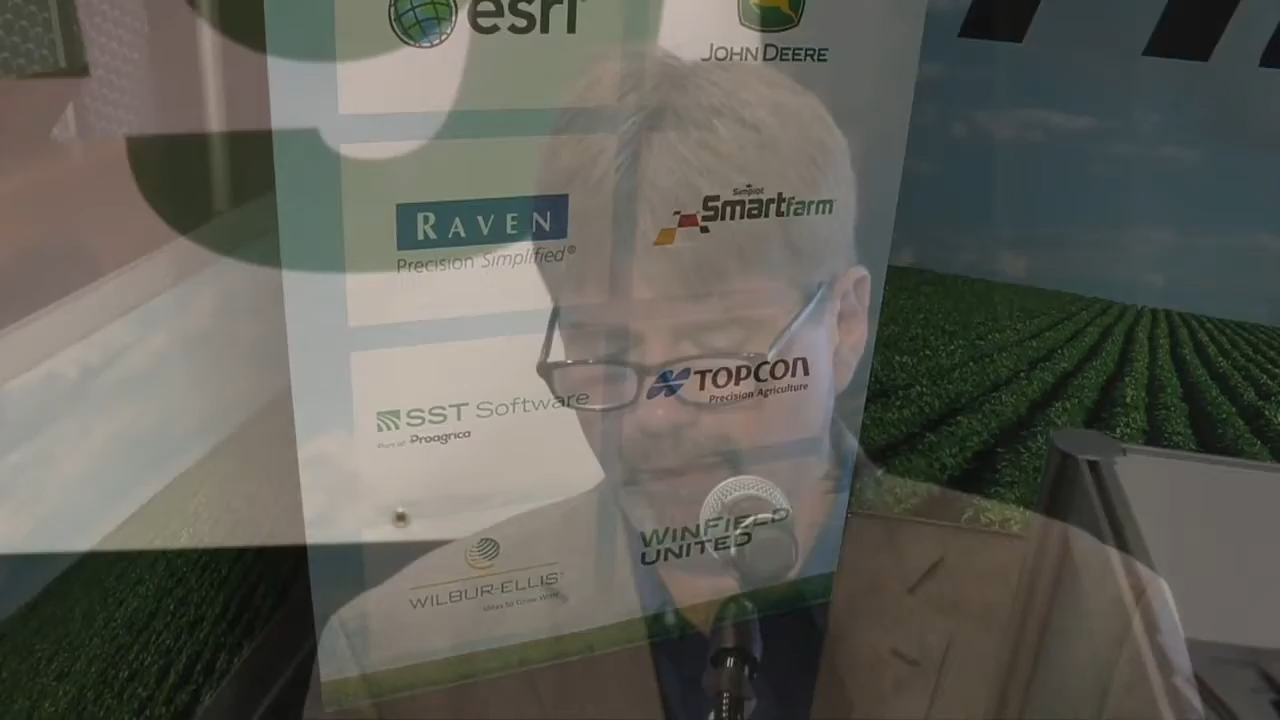 esri
JOHN DEERE
RAVEN
Precision Simplified®
Simplot
Smartfarm
SST Software
Part of Proagrica
TOPCON
Precision Agriculture
WILBUR-ELLIS
Ideas to Grow With
WINFIELD
UNITED